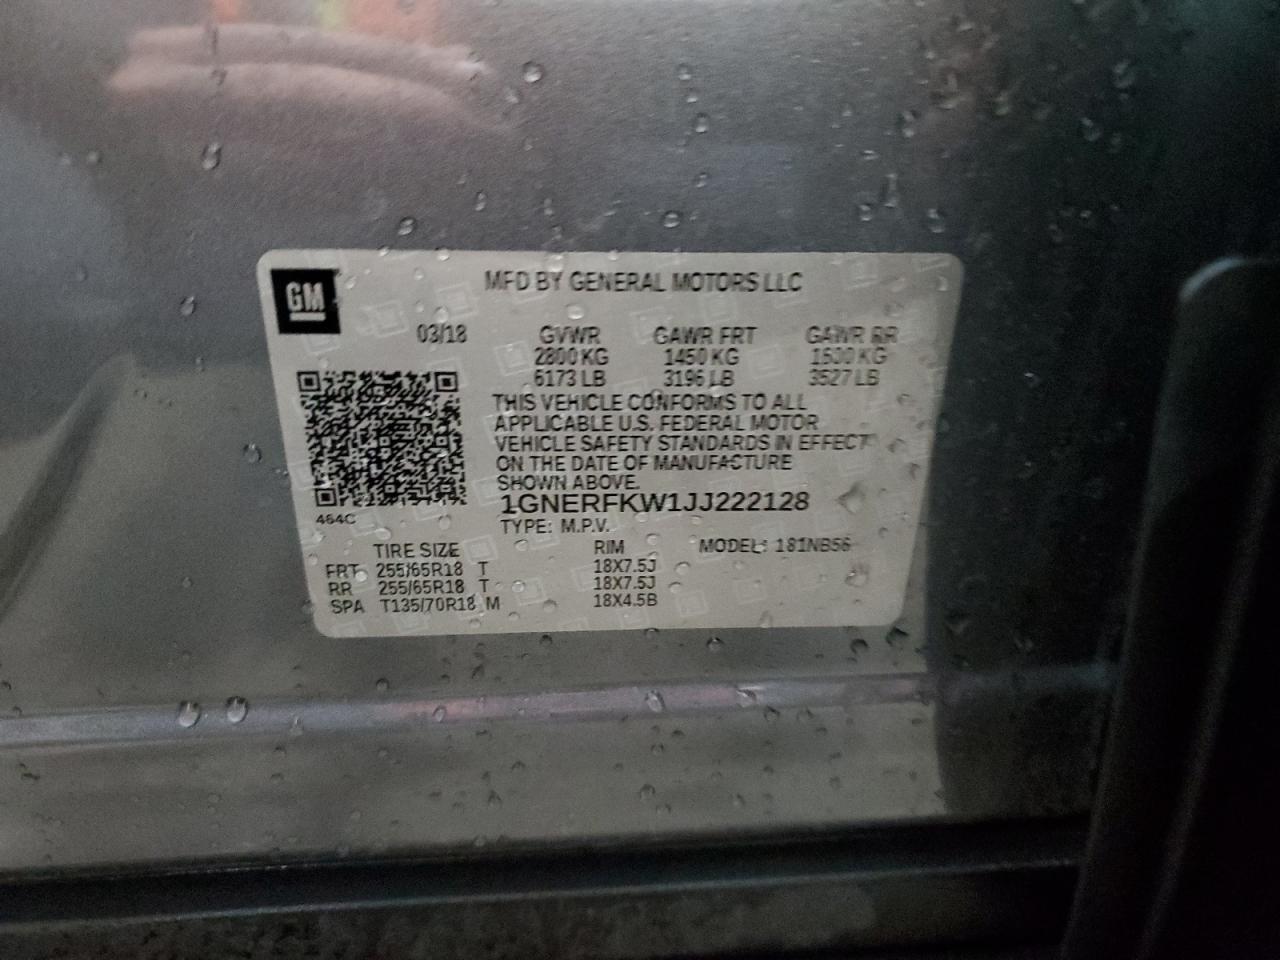 GM
MFD BY GENERAL MOTORS LLC
03/18 GVWR GAWR FRT GAWR RR
2800 KG 1450 KG 1600 KG
6173 LB 3196 LB 3527 LB
THIS VEHICLE CONFORMS TO ALL
APPLICABLE U.S. FEDERAL MOTOR
VEHICLE SAFETY STANDARDS IN EFFECT
ON THE DATE OF MANUFACTURE
SHOWN ABOVE.
1GNERFKW1JJ222128
464C
TYPE: M.P.V.
TIRE SIZE RIM MODEL: 181NB56
FRT 255/65R18 T 18X7.5J
RR 255/65R18 T 18X7.5J
SPA T135/70R18 M 18X4.5B